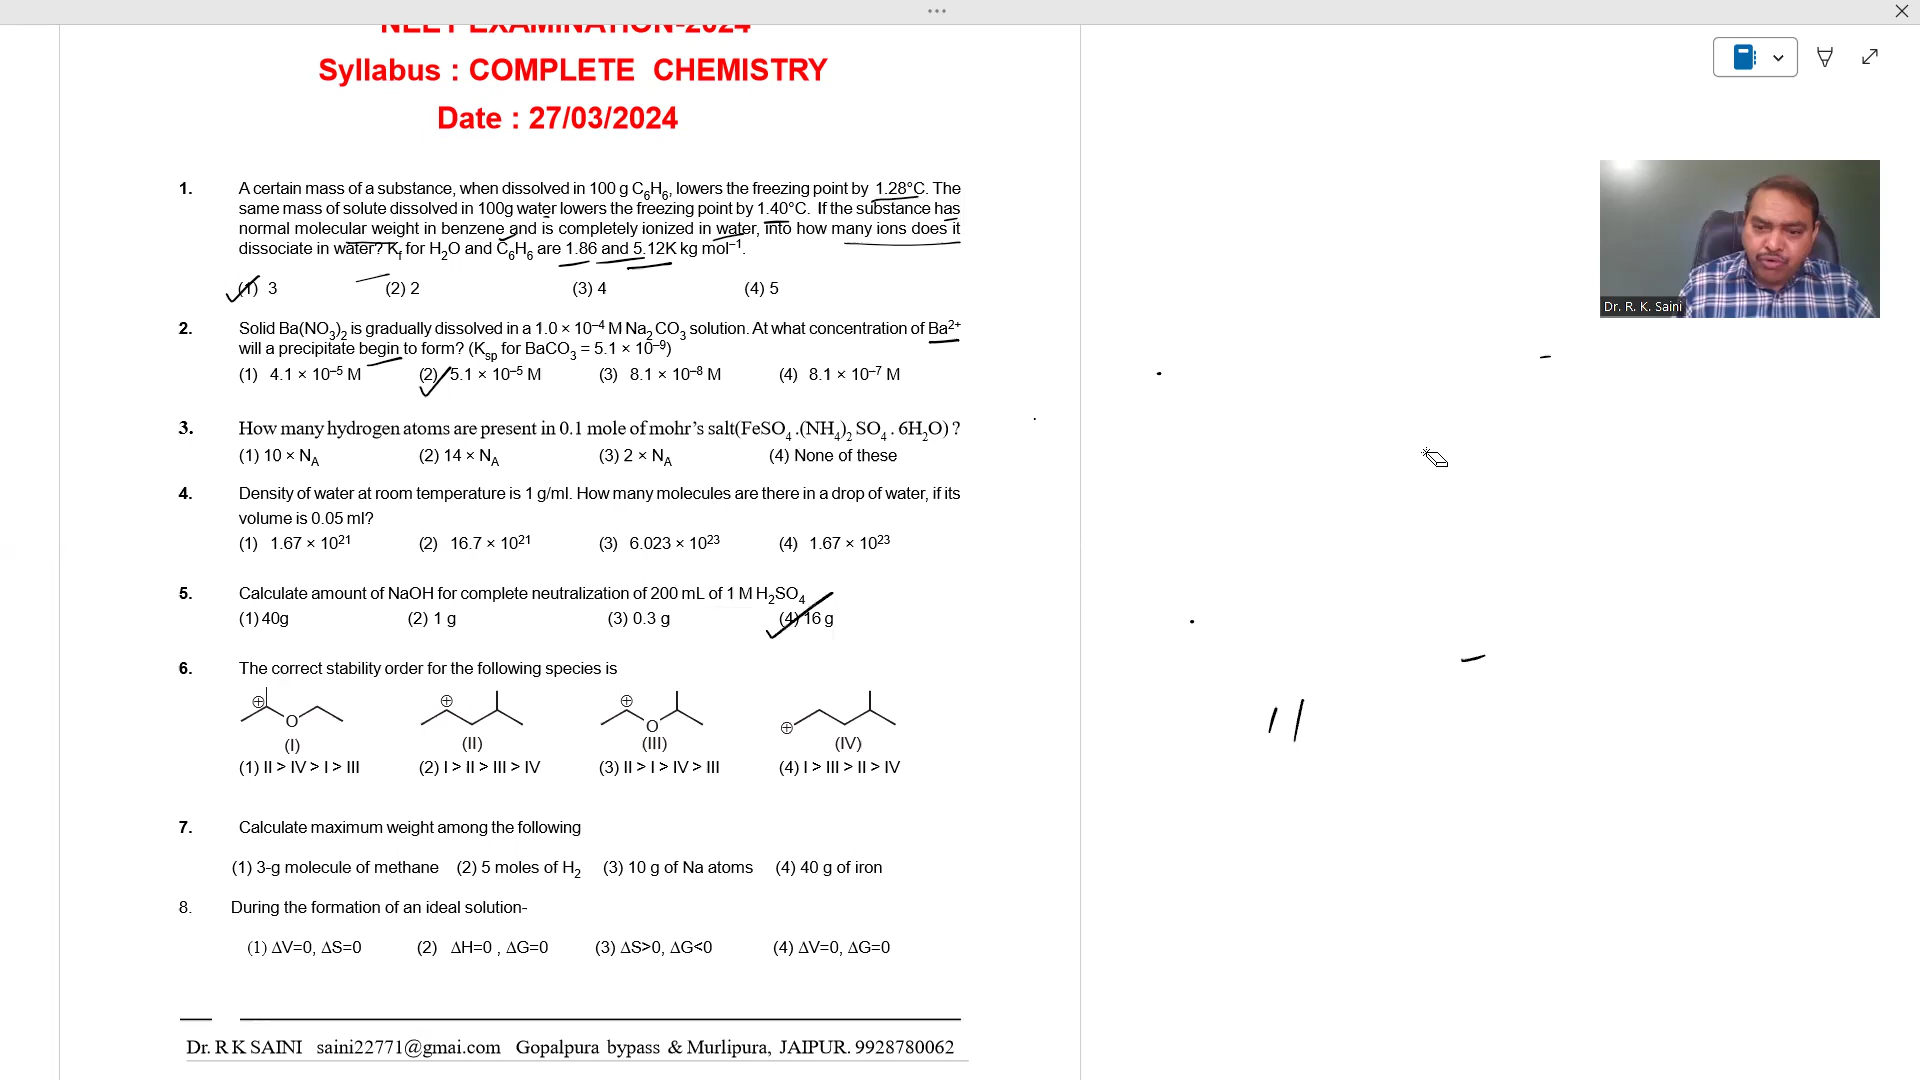 NEET EXAMINATION-2024
Syllabus : COMPLETE CHEMISTRY
Date : 27/03/2024
1. A certain mass of a substance, when dissolved in 100 g C₆H₆, lowers the freezing point by 1.28°C. The
same mass of solute dissolved in 100g water lowers the freezing point by 1.40°C. If the substance has
normal molecular weight in benzene and is completely ionized in water, into how many ions does it
dissociate in water? K_f for H₂O and C₆H₆ are 1.86 and 5.12K kg mol⁻¹.
(1) 3 (2) 2 (3) 4 (4) 5
2. Solid Ba(NO₃)₂ is gradually dissolved in a 1.0 × 10⁻⁴ M Na₂CO₃ solution. At what concentration of Ba²⁺
will a precipitate begin to form? (K_sp for BaCO₃ = 5.1 × 10⁻⁹)
(1) 4.1 × 10⁻⁵ M (2) 5.1 × 10⁻⁵ M (3) 8.1 × 10⁻⁸ M (4) 8.1 × 10⁻⁷ M
3. How many hydrogen atoms are present in 0.1 mole of mohr's salt(FeSO₄.(NH₄)₂SO₄.6H₂O) ?
(1) 10 × N_A (2) 14 × N_A (3) 2 × N_A (4) None of these
4. Density of water at room temperature is 1 g/ml. How many molecules are there in a drop of water, if its
volume is 0.05 ml?
(1) 1.67 × 10²¹ (2) 16.7 × 10²¹ (3) 6.023 × 10²³ (4) 1.67 × 10²³
5. Calculate amount of NaOH for complete neutralization of 200 mL of 1 M H₂SO₄
(1) 40g (2) 1 g (3) 0.3 g (4) 16 g
6. The correct stability order for the following species is
⊕ ⊕ ⊕
O O ⊕
(I) (II) (III) (IV)
(1) II > IV > I > III (2) I > II > III > IV (3) II > I > IV > III (4) I > III > II > IV
7. Calculate maximum weight among the following
(1) 3-g molecule of methane (2) 5 moles of H₂ (3) 10 g of Na atoms (4) 40 g of iron
8. During the formation of an ideal solution-
(1) ΔV=0, ΔS=0 (2) ΔH=0 , ΔG=0 (3) ΔS>0, ΔG<0 (4) ΔV=0, ΔG=0
Dr. R K SAINI saini22771@gmai.com Gopalpura bypass & Murlipura, JAIPUR. 9928780062
Dr. R. K. Saini